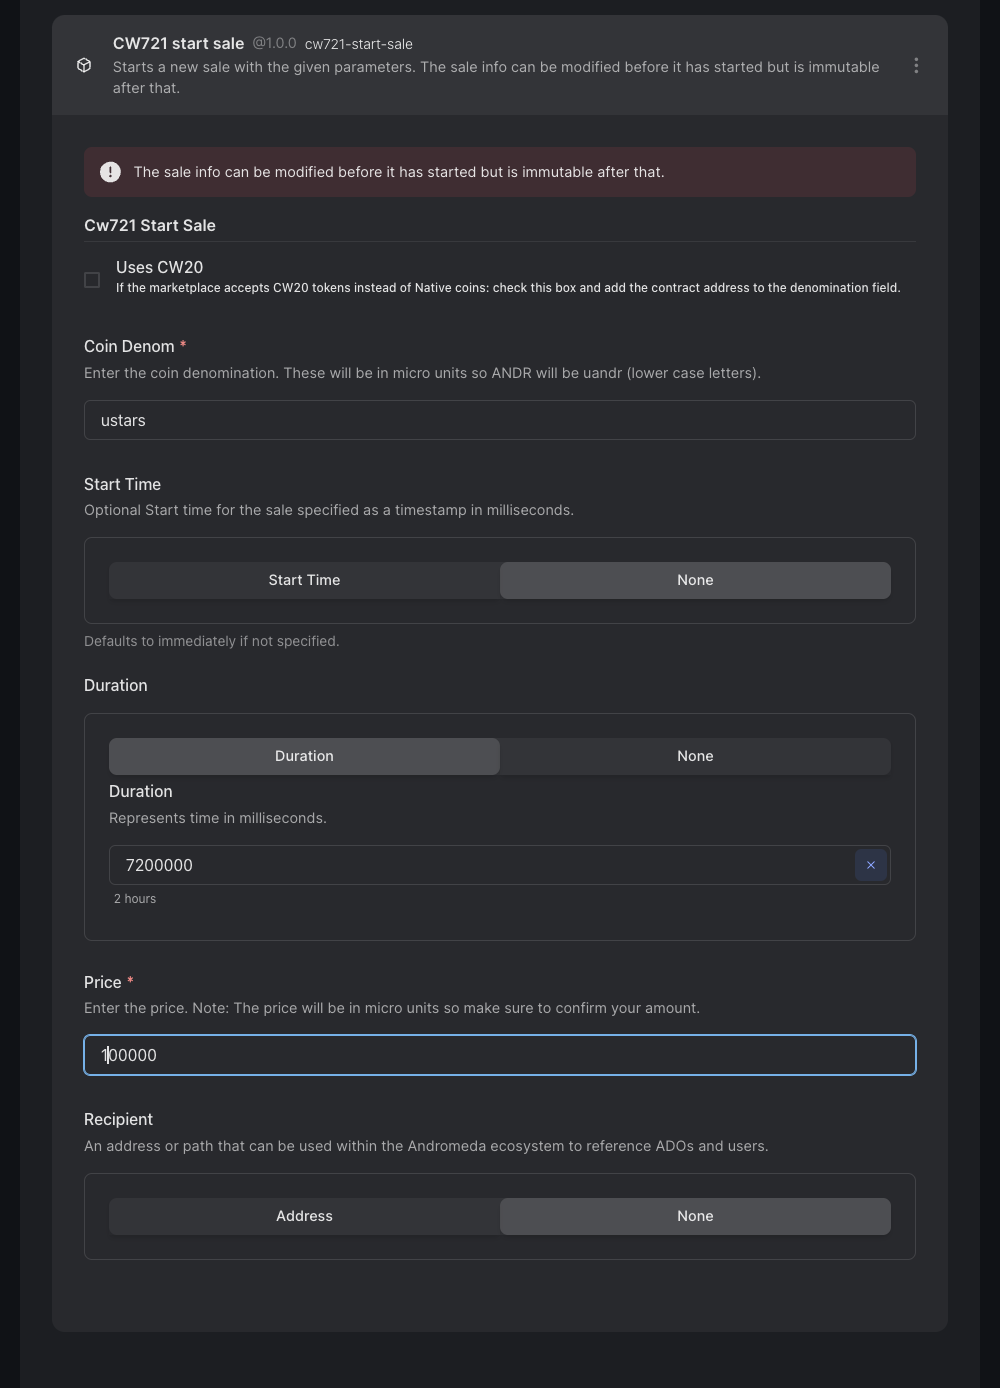 CW721 start sale @1.0.0 cw721-start-sale
Starts a new sale with the given parameters. The sale info can be modified before it has started but is immutable
after that.
The sale info can be modified before it has started but is immutable after that.
Cw721 Start Sale
Uses CW20
If the marketplace accepts CW20 tokens instead of Native coins: check this box and add the contract address to the denomination field.
Coin Denom *
Enter the coin denomination. These will be in micro units so ANDR will be uandr (lower case letters).
ustars
Start Time
Optional Start time for the sale specified as a timestamp in milliseconds.
Start Time None
Defaults to immediately if not specified.
Duration
Duration None
Duration
Represents time in milliseconds.
7200000
2 hours
Price *
Enter the price. Note: The price will be in micro units so make sure to confirm your amount.
100000
Recipient
An address or path that can be used within the Andromeda ecosystem to reference ADOs and users.
Address None